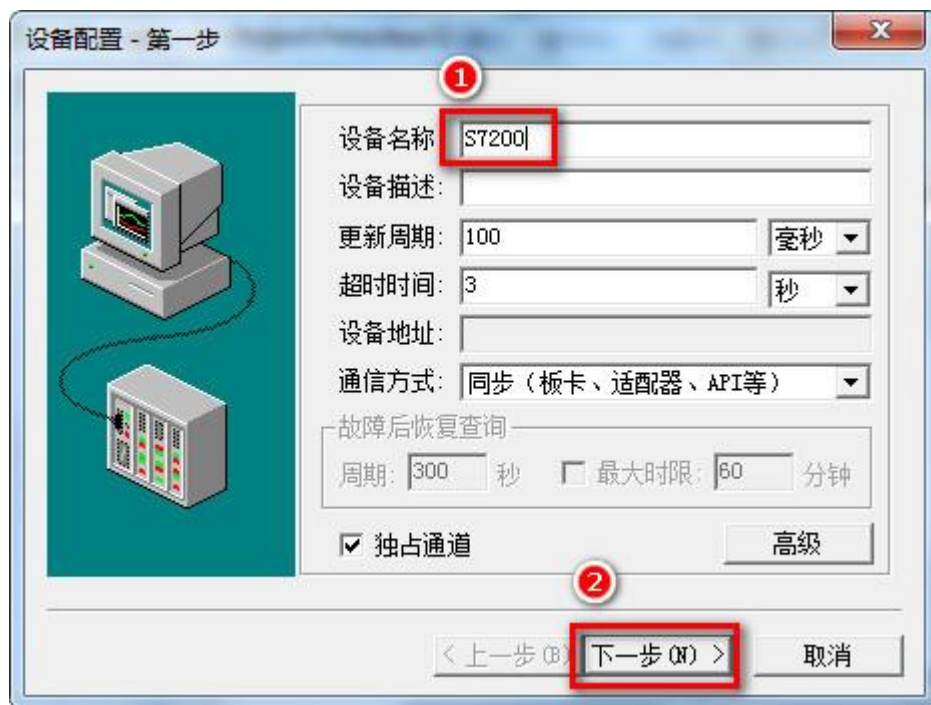 设备配置 - 第一步
x
1
设备名称 S7200
设备描述:
更新周期: 100 毫秒
超时时间: 3 秒
设备地址:
通信方式: 同步（板卡、适配器、API等）
故障后恢复查询
周期: 300 秒 最大时限: 60 分钟
独占通道 高级
2
< 上一步(B) 下一步(N) > 取消